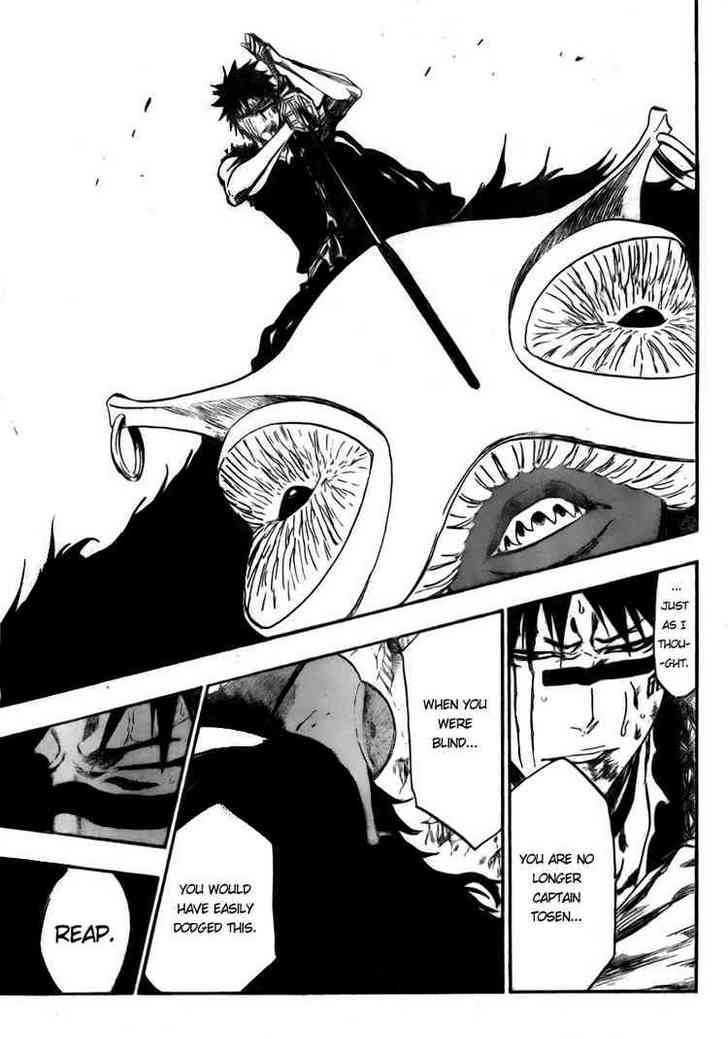 ...
JUST
AS I
THOU-
-GHT.
YOU ARE NO
LONGER
CAPTAIN
TOSEN...
WHEN YOU
WERE
BLIND...
YOU WOULD
HAVE EASILY
DODGED THIS.
REAP.